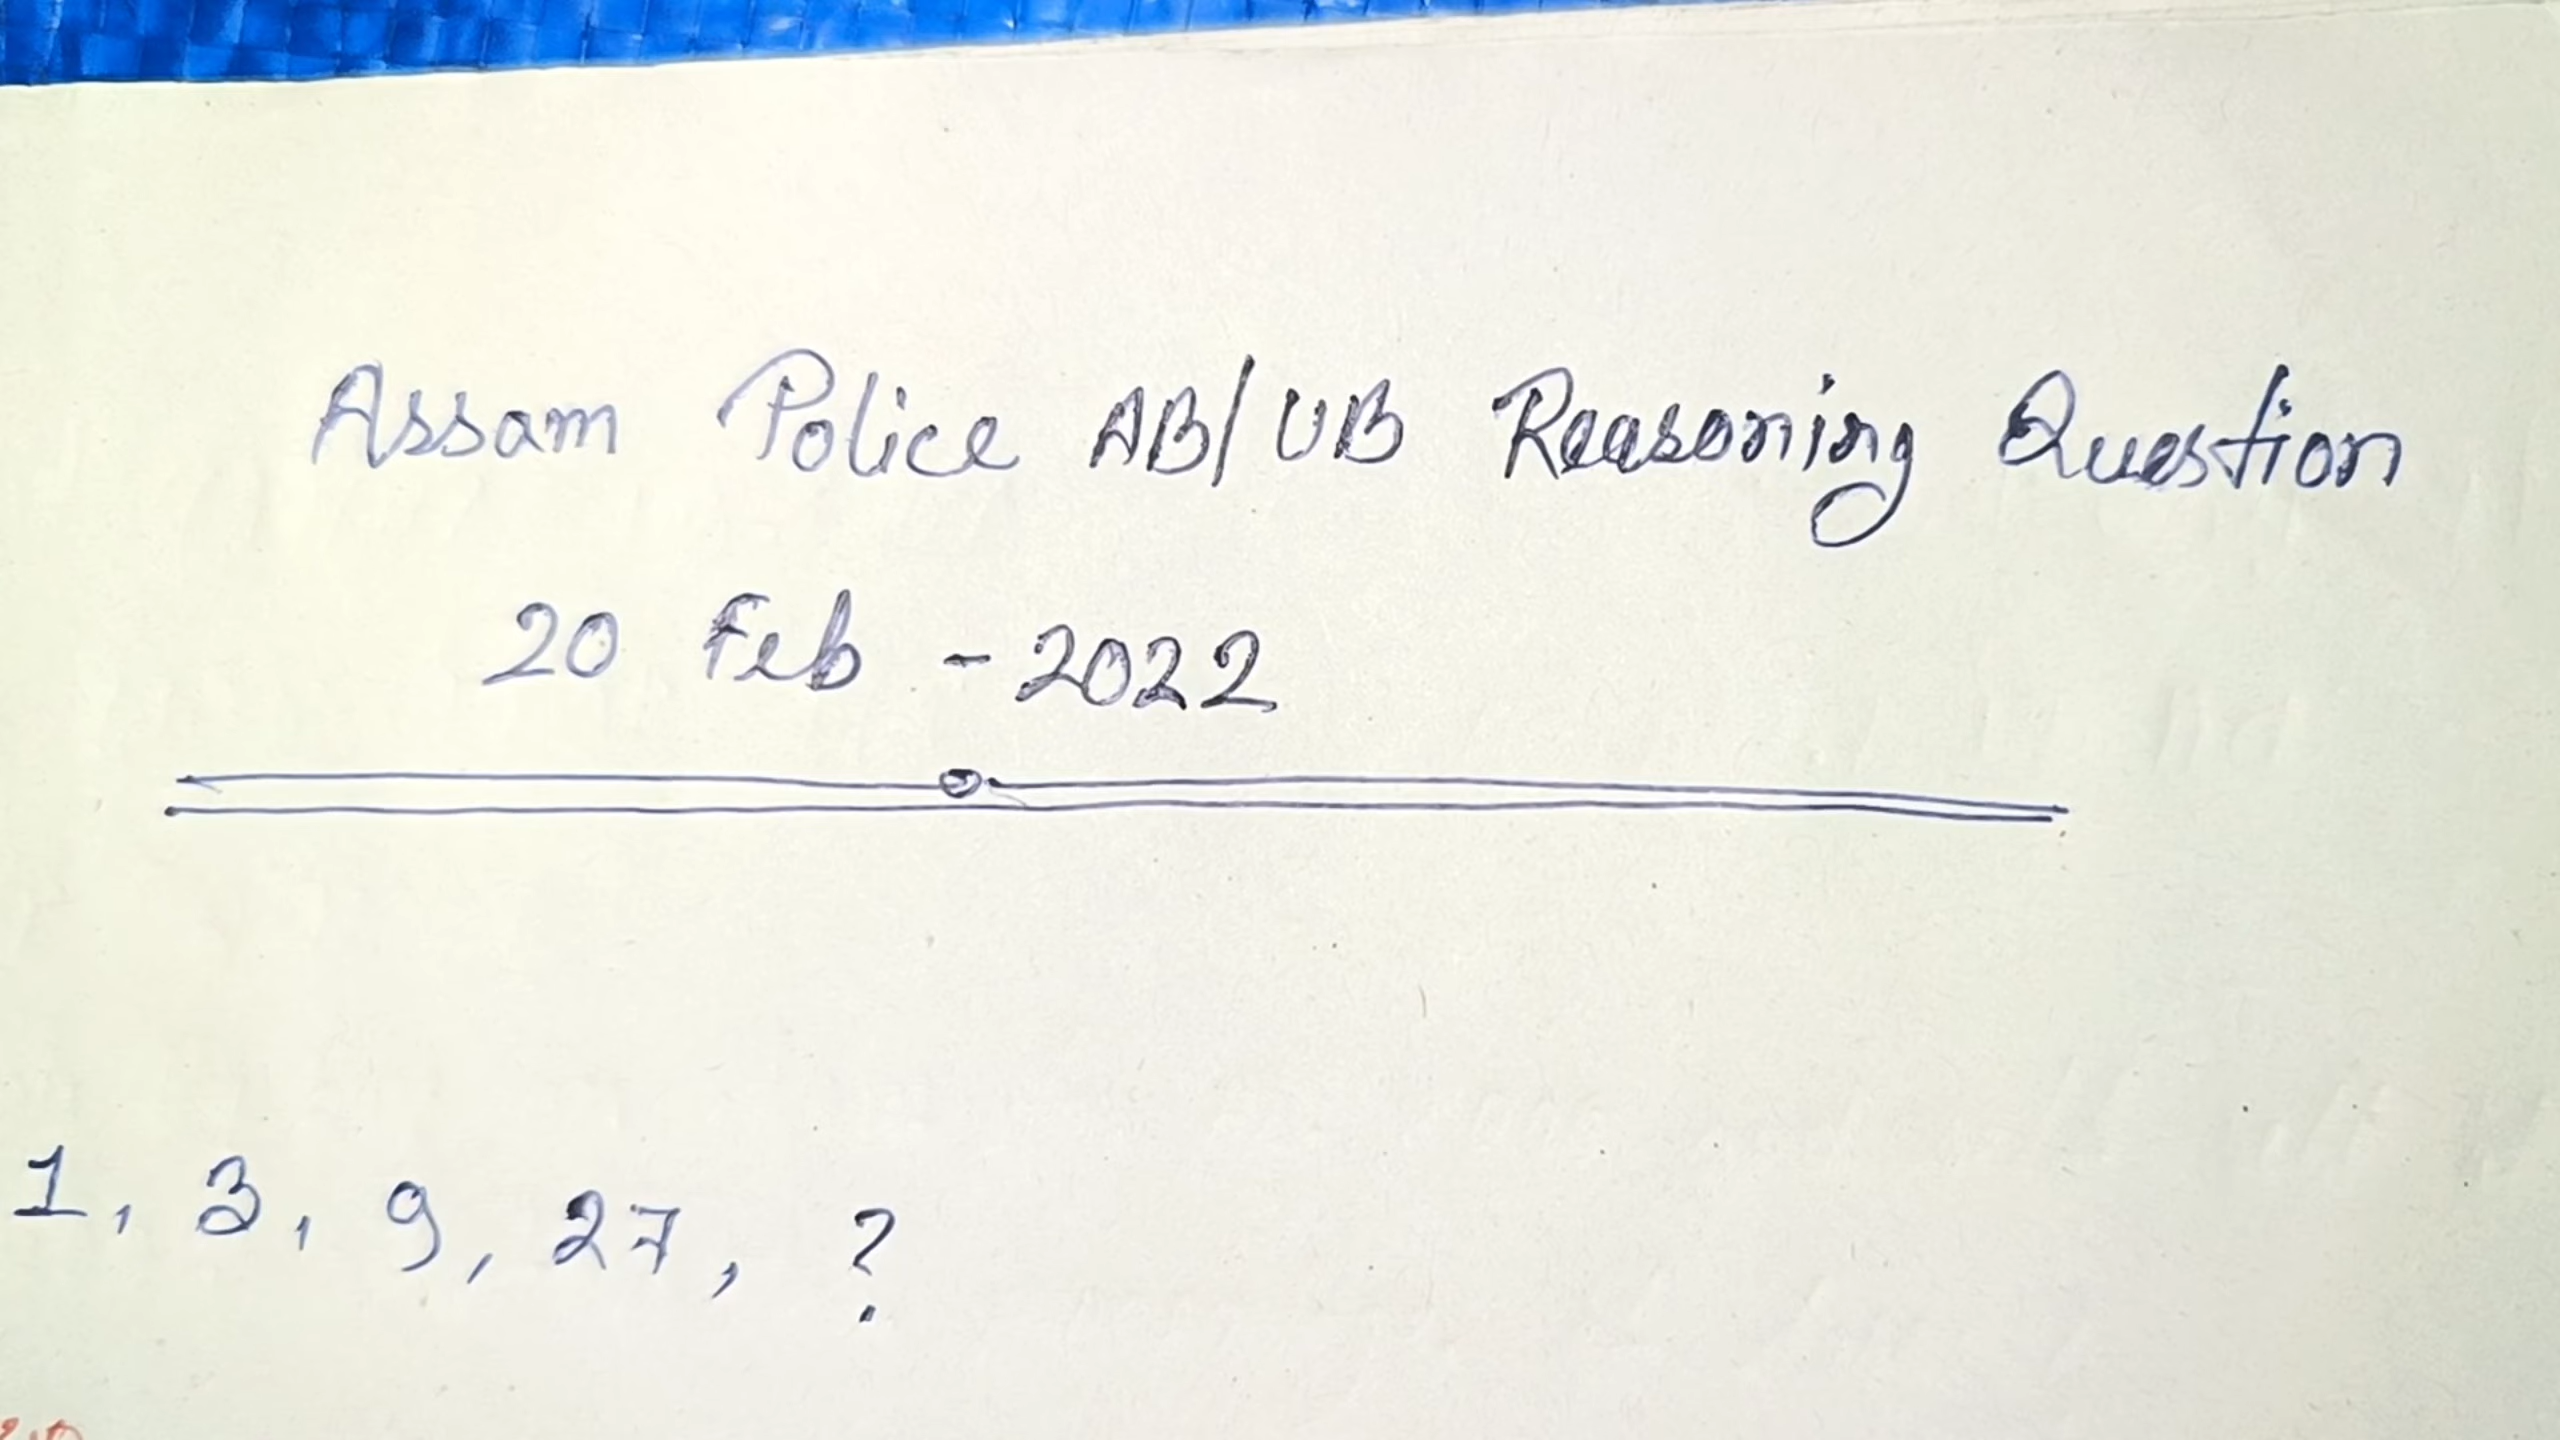 Assam Police AB/UB Reasoning Question
20 Feb - 2022
1, 3, 9, 27, ?